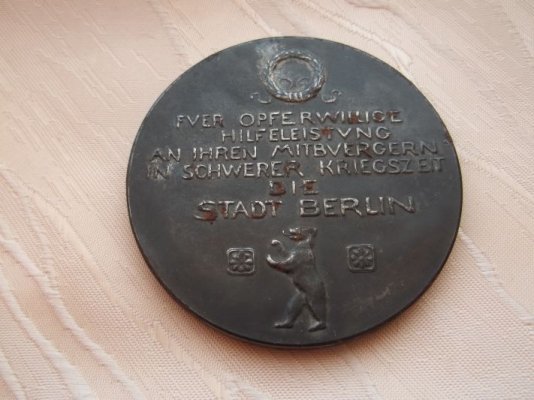 FVER OPFERWILLIGE
HILFELEISTVNG
AN IHREN MITBVERGERN
IN SCHWERER KRIEGSZEIT
DIE
STADT BERLIN